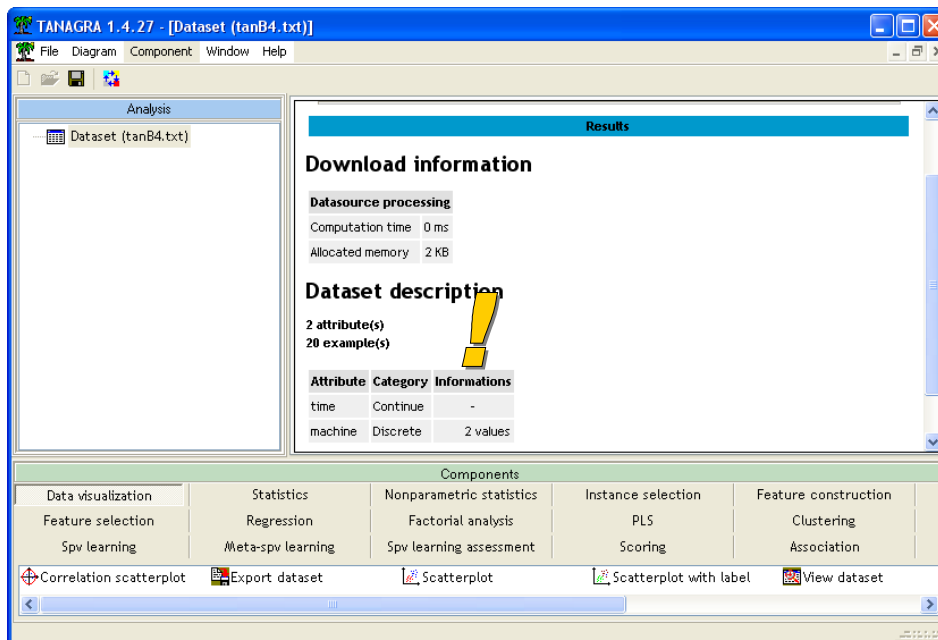 TANAGRA 1.4.27 - [Dataset (tanB4.txt)]
File Diagram Component Window Help
Analysis
Dataset (tanB4.txt)
Results
Download information
Datasource processing
Computation time 0 ms
Allocated memory 2 KB
Dataset description
2 attribute(s)
20 example(s)
!
Attribute Category Informations
time Continue -
machine Discrete 2 values
Components
Data visualization Statistics Nonparametric statistics Instance selection Feature construction
Feature selection Regression Factorial analysis PLS Clustering
Spv learning Meta-spv learning Spv learning assessment Scoring Association
Correlation scatterplot Export dataset Scatterplot Scatterplot with label View dataset